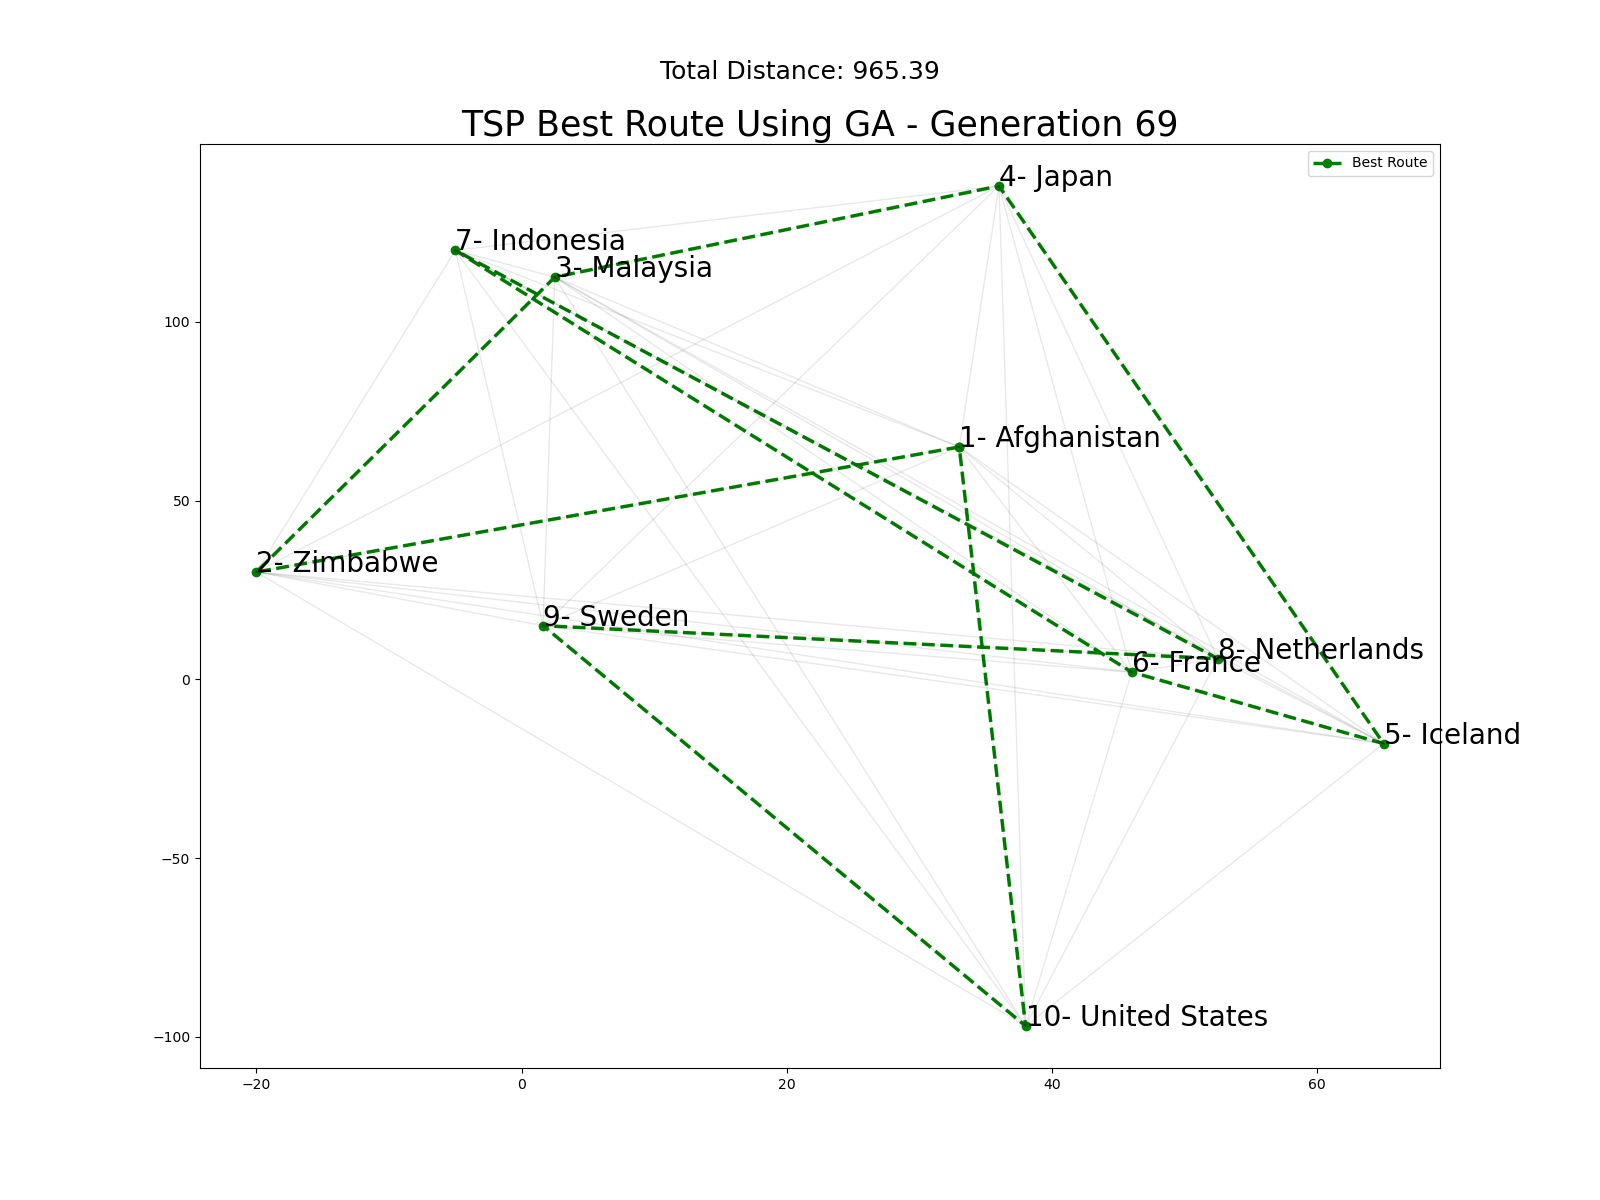 Total Distance: 965.39
TSP Best Route Using GA - Generation 69
Best Route
4- Japan
7- Indonesia
3- Malaysia
100
1- Afghanistan
50
2- Zimbabwe
9- Sweden
8- Netherlands
6- France
0
5- Iceland
−50
10- United States
−100
−20 0 20 40 60